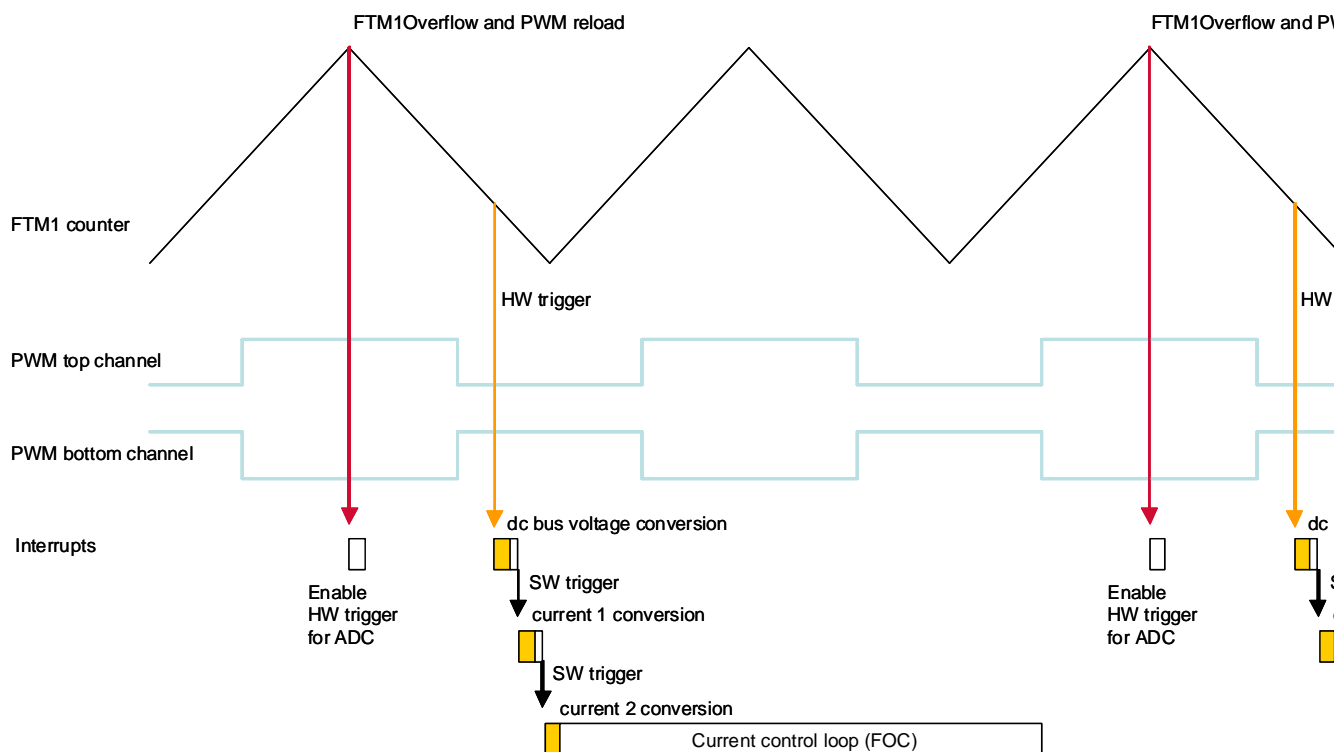 FTM1Overflow and PWM reload
FTM1Overflow and PW
FTM1 counter
HW trigger
HW
PWM top channel
PWM bottom channel
Interrupts
dc bus voltage conversion
dc
Enable
HW trigger
for ADC
SW trigger
Enable
HW trigger
for ADC
S
current 1 conversion
SW trigger
current 2 conversion
Current control loop (FOC)